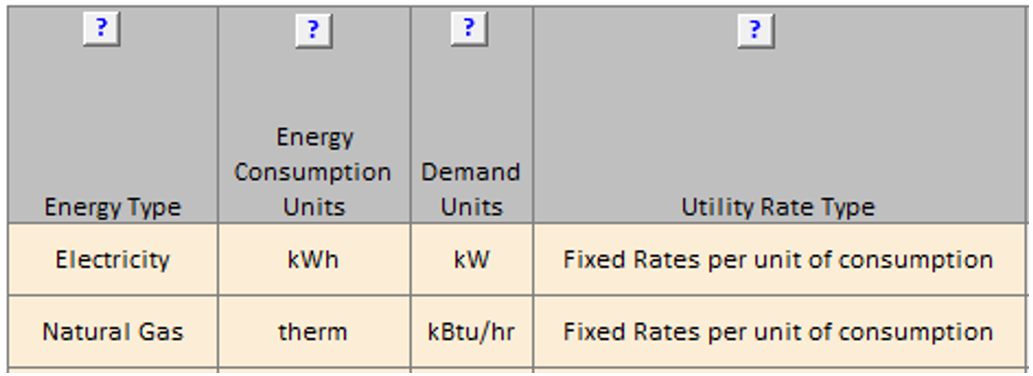 ? ? ? ?
Energy Type
Energy
Consumption
Units
Demand
Units
Utility Rate Type
Electricity kWh kW Fixed Rates per unit of consumption
Natural Gas therm kBtu/hr Fixed Rates per unit of consumption